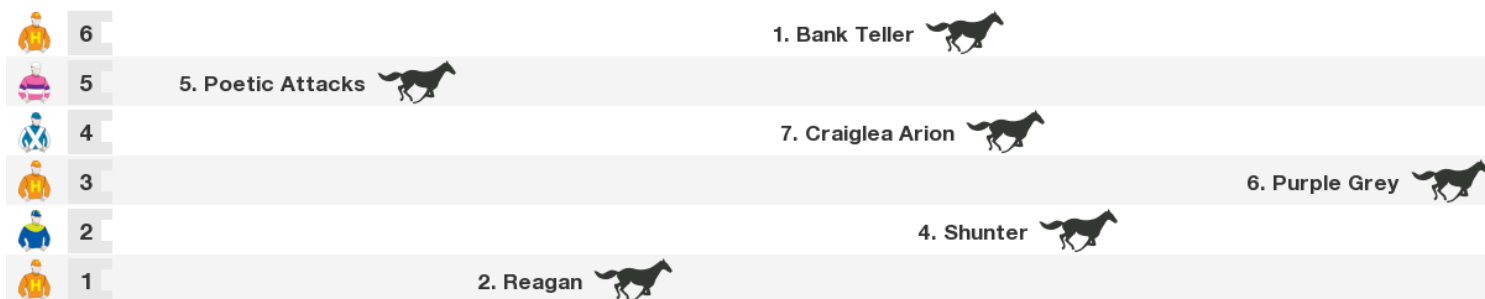 6 1. Bank Teller
5 5. Poetic Attacks
4 7. Craiglea Arion
3 6. Purple Grey
2 4. Shunter
1 2. Reagan
H
H
H